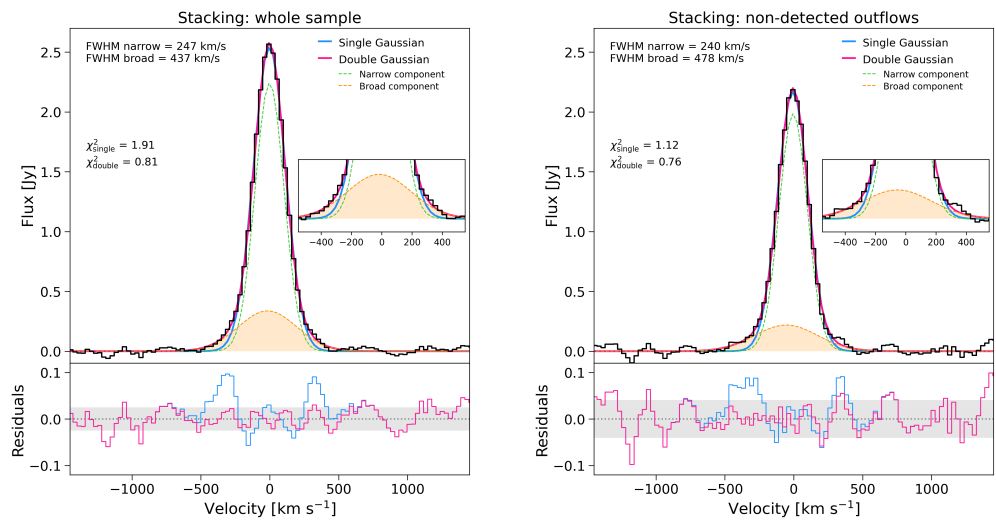 Stacking: whole sample
FWHM narrow = 247 km/s
FWHM broad = 437 km/s
Single Gaussian
Double Gaussian
Narrow component
Broad component
χ²single = 1.91
χ²double = 0.81
Flux [Jy]
2.5
2.0
1.5
1.0
0.5
0.0
−400 −200 0 200 400
Residuals
0.1
0.0
−0.1
−1000 −500 0 500 1000
Velocity [km s⁻¹]
Stacking: non-detected outflows
FWHM narrow = 240 km/s
FWHM broad = 478 km/s
Single Gaussian
Double Gaussian
Narrow component
Broad component
χ²single = 1.12
χ²double = 0.76
Flux [Jy]
2.5
2.0
1.5
1.0
0.5
0.0
−400 −200 0 200 400
Residuals
0.1
0.0
−0.1
−1000 −500 0 500 1000
Velocity [km s⁻¹]